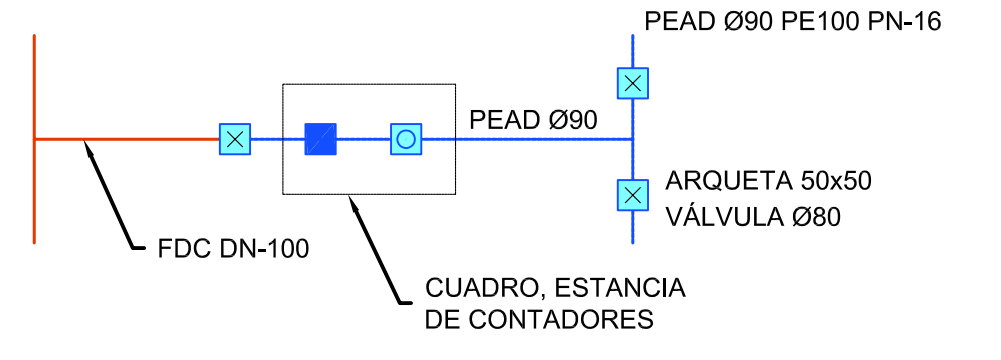 PEAD Ø90 PE100 PN-16
PEAD Ø90
ARQUETA 50x50
VÁLVULA Ø80
FDC DN-100
CUADRO, ESTANCIA
DE CONTADORES